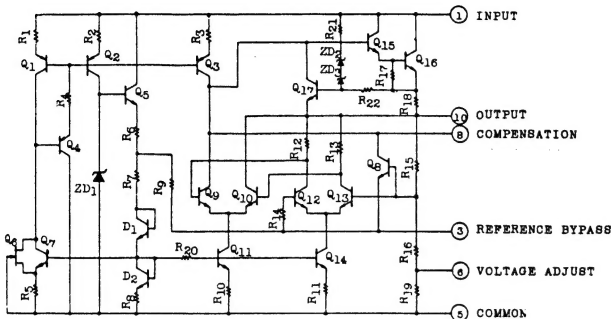 R1
R2
R3
R21
1 INPUT
Q1
Q2
Q3
ZD
ZD
Q15
Q16
R4
Q5
Q17
R17
R22
R18
R6
10 OUTPUT
8 COMPENSATION
Q4
R12
R13
Q8
R15
ZD1
R7
R9
Q9
Q10
Q12
Q13
R14
3 REFERENCE BYPASS
D1
R16
Q6
Q7
R20
Q11
Q14
6 VOLTAGE ADJUST
D2
R5
R8
R10
R11
R19
5 COMMON